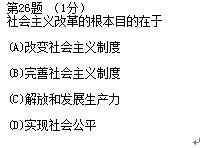 第26题 （1分）
社会主义改革的根本目的在于
(A)改变社会主义制度
(B)完善社会主义制度
(C)解放和发展生产力
(D)实现社会公平